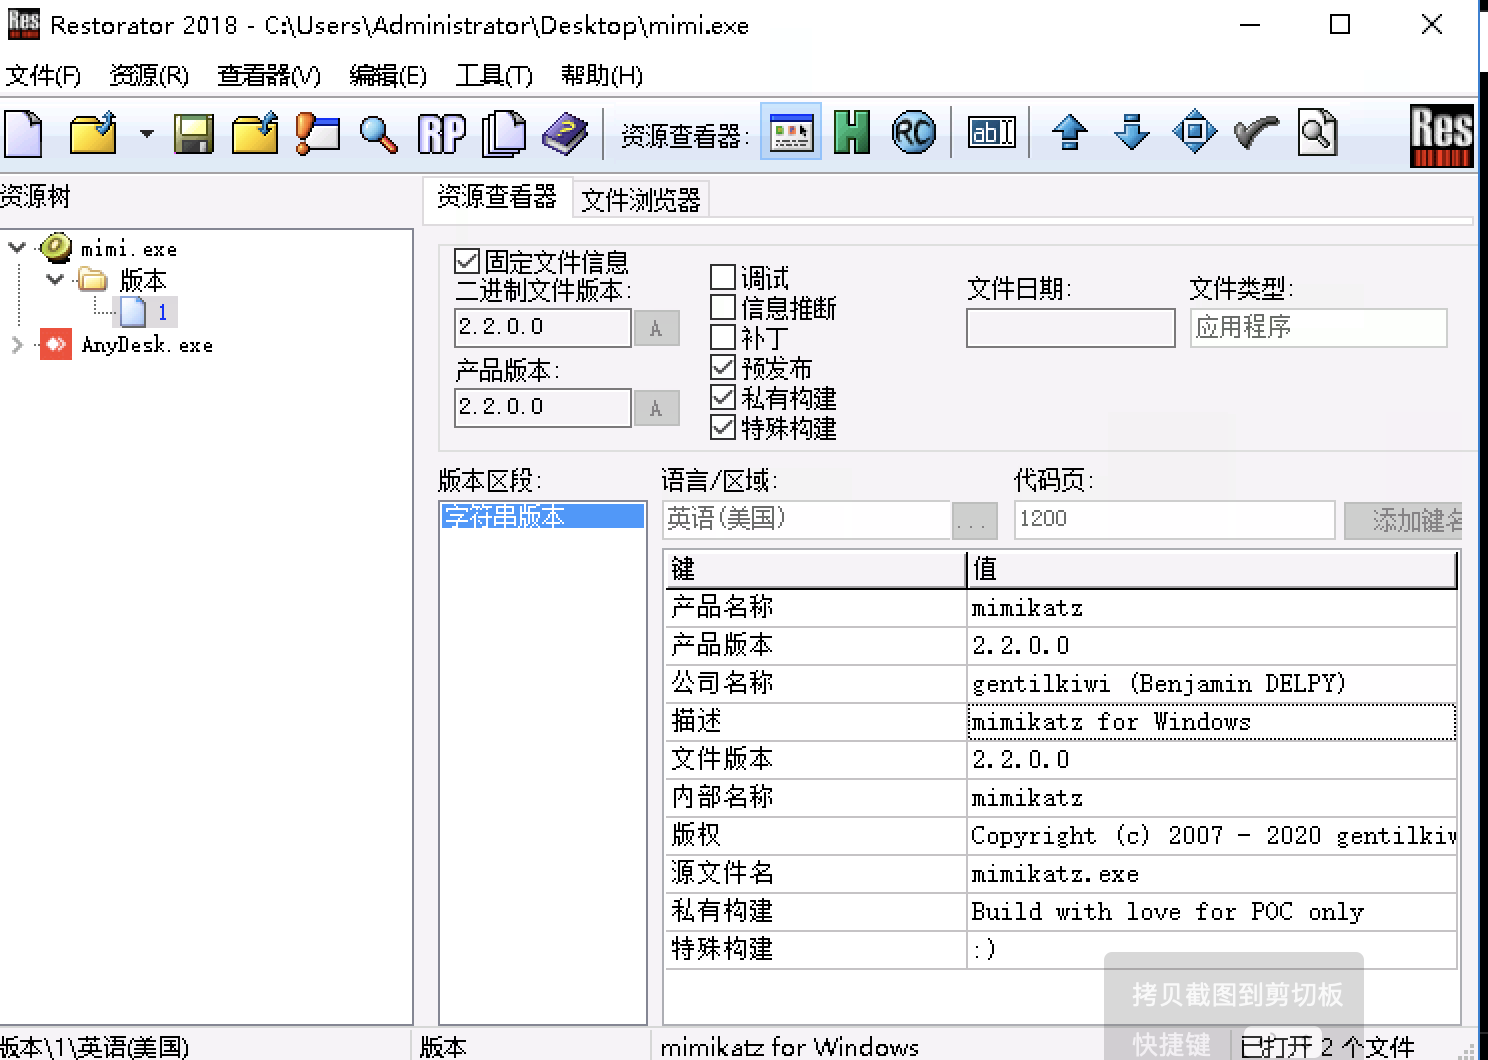 Res Restorator 2018 - C:\Users\Administrator\Desktop\mimi.exe
文件(F) 资源(R) 查看器(V) 编辑(E) 工具(T) 帮助(H)
RP 资源查看器: H RC ab Res
资源树
资源查看器 文件浏览器
mimi.exe
版本
1
AnyDesk.exe
固定文件信息
二进制文件版本:
2.2.0.0 A
产品版本:
2.2.0.0 A
调试
信息推断
补丁
预发布
私有构建
特殊构建
文件日期: 文件类型:
应用程序
版本区段: 语言/区域: 代码页:
字符串版本 英语(美国) ... 1200 添加键名
键 值
产品名称 mimikatz
产品版本 2.2.0.0
公司名称 gentilkiwi (Benjamin DELPY)
描述 mimikatz for Windows
文件版本 2.2.0.0
内部名称 mimikatz
版权 Copyright (c) 2007 - 2020 gentilkiw
源文件名 mimikatz.exe
私有构建 Build with love for POC only
特殊构建 :)
拷贝截图到剪切板
快捷键
版本\1\英语(美国) 版本 mimikatz for Windows 已打开 2 个文件